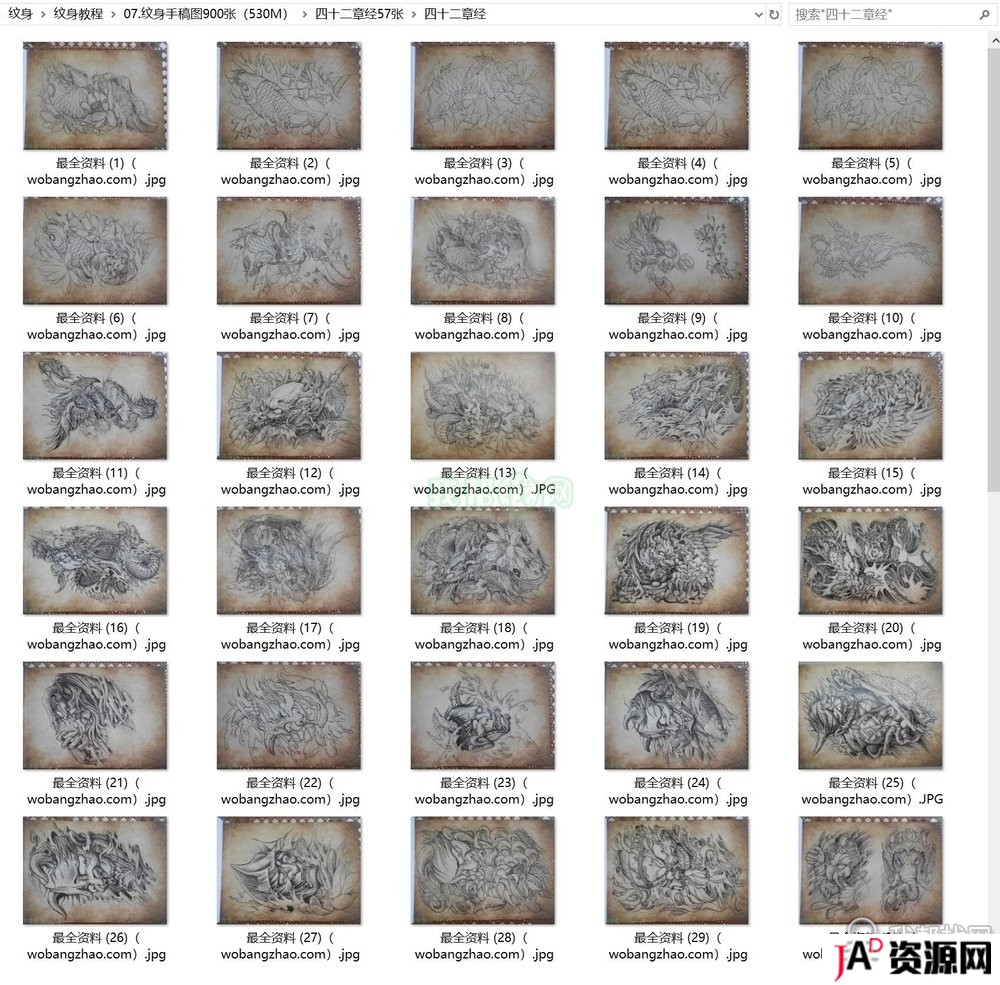 纹身 › 纹身教程 › 07.纹身手稿图900张（530M） › 四十二章经57张 › 四十二章经
搜索"四十二章经"
最全资料 (1)（
wobangzhao.com）.jpg
最全资料 (2)（
wobangzhao.com）.jpg
最全资料 (3)（
wobangzhao.com）.jpg
最全资料 (4)（
wobangzhao.com）.jpg
最全资料 (5)（
wobangzhao.com）.jpg
最全资料 (6)（
wobangzhao.com）.jpg
最全资料 (7)（
wobangzhao.com）.jpg
最全资料 (8)（
wobangzhao.com）.jpg
最全资料 (9)（
wobangzhao.com）.jpg
最全资料 (10)（
wobangzhao.com）.jpg
最全资料 (11)（
wobangzhao.com）.jpg
最全资料 (12)（
wobangzhao.com）.jpg
最全资料 (13)（
wobangzhao.com）.JPG
最全资料 (14)（
wobangzhao.com）.jpg
最全资料 (15)（
wobangzhao.com）.jpg
我帮找网
最全资料 (16)（
wobangzhao.com）.jpg
最全资料 (17)（
wobangzhao.com）.jpg
最全资料 (18)（
wobangzhao.com）.jpg
最全资料 (19)（
wobangzhao.com）.jpg
最全资料 (20)（
wobangzhao.com）.jpg
最全资料 (21)（
wobangzhao.com）.jpg
最全资料 (22)（
wobangzhao.com）.jpg
最全资料 (23)（
wobangzhao.com）.jpg
最全资料 (24)（
wobangzhao.com）.jpg
最全资料 (25)（
wobangzhao.com）.JPG
最全资料 (26)（
wobangzhao.com）.jpg
最全资料 (27)（
wobangzhao.com）.jpg
最全资料 (28)（
wobangzhao.com）.jpg
最全资料 (29)（
wobangzhao.com）.jpg
JAPD资源网